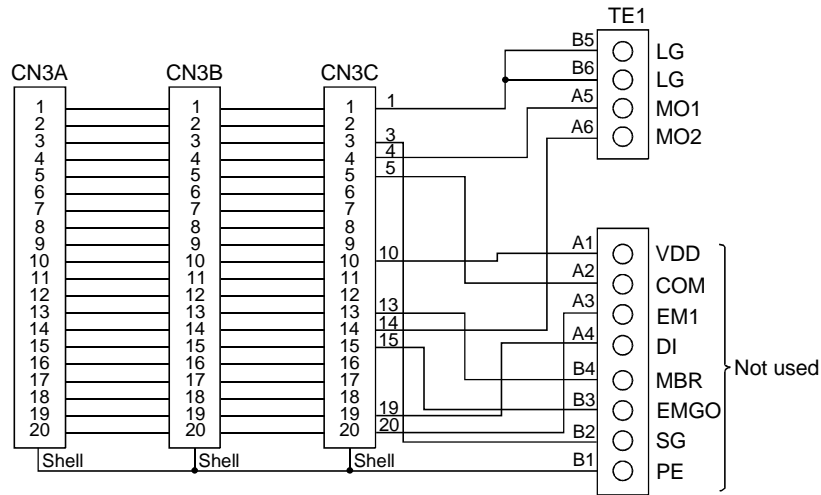 TE1
B5 LG
B6 LG
A5 MO1
A6 MO2
CN3A CN3B CN3C
1 1 1 1
2 2 2
3 3 3 3
4 4 4 4
5 5 5 5
6 6 6
7 7 7
8 8 8
9 9 9
10 10 10 10
11 11 11
12 12 12
13 13 13 13
14 14 14 14
15 15 15 15
16 16 16
17 17 17
18 18 18
19 19 19 19
20 20 20 20
Shell Shell Shell
A1 VDD
A2 COM
A3 EM1
A4 DI
B4 MBR
B3 EMGO
B2 SG
B1 PE
Not used